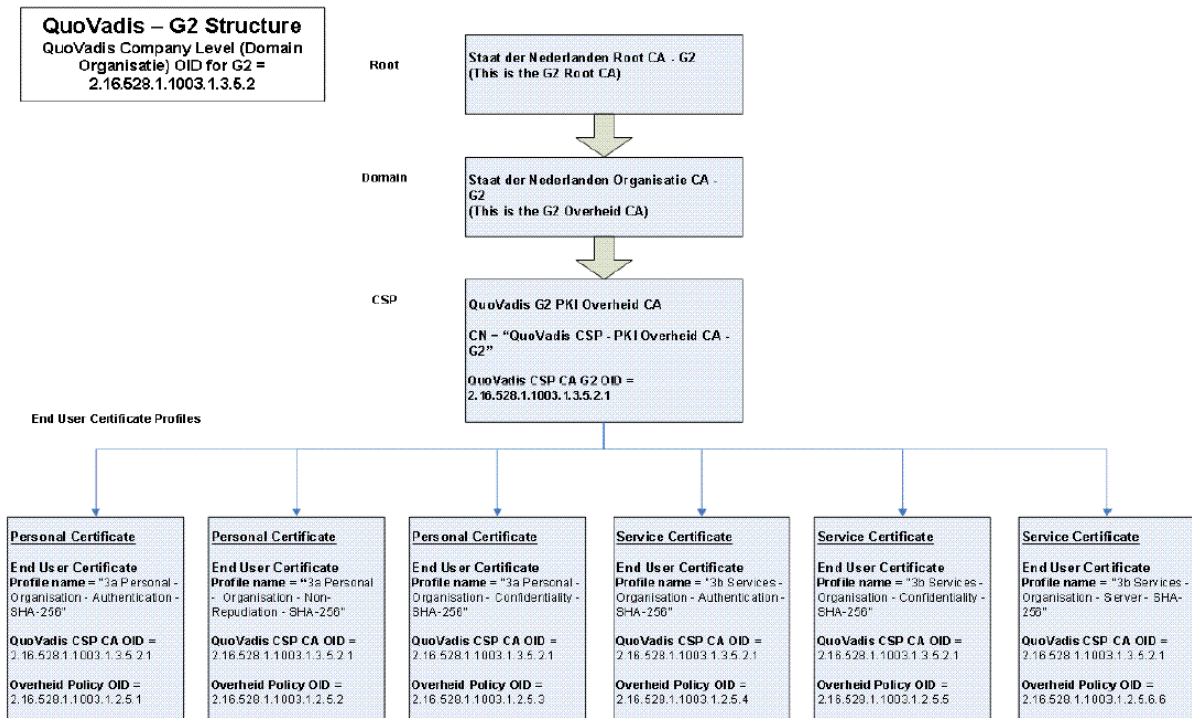 QuoVadis – G2 Structure
QuoVadis Company Level (Domain
Organisatie) OID for G2 =
2.16.528.1.1003.1.3.5.2
Root
Staat der Nederlanden Root CA - G2
(This is the G2 Root CA)
Domain
Staat der Nederlanden Organisatie CA -
G2
(This is the G2 Overheid CA)
CSP
QuoVadis G2 PKI Overheid CA
CN – “QuoVadis CSP - PKI Overheid CA -
G2”
QuoVadis CSP CA G2 OID =
2.16.528.1.1003.1.3.5.2.1
End User Certificate Profiles
Personal Certificate
End User Certificate
Profile name = "3a Personal -
Organisation - Authentication -
SHA-256"
QuoVadis CSP CA OID =
2.16.528.1.1003.1.3.5.2.1
Overheid Policy OID =
2.16.528.1.1003.1.2.5.1
Personal Certificate
End User Certificate
Profile name = “3a Personal
- Organisation - Non-
Repudiation - SHA-256"
QuoVadis CSP CA OID =
2.16.528.1.1003.1.3.5.2.1
Overheid Policy OID =
2.16.528.1.1003.1.2.5.2
Personal Certificate
End User Certificate
Profile name = "3a Personal -
Organisation - Confidentiality -
SHA-256"
QuoVadis CSP CA OID =
2.16.528.1.1003.1.3.5.2.1
Overheid Policy OID =
2.16.528.1.1003.1.2.5.3
Service Certificate
End User Certificate
Profile name = "3b Services -
Organisation - Authentication -
SHA-256"
QuoVadis CSP CA OID =
2.16.528.1.1003.1.3.5.2.1
Overheid Policy OID =
2.16.528.1.1003.1.2.5.4
Service Certificate
End User Certificate
Profile name = "3b Services -
Organisation - Confidentiality -
SHA-256"
QuoVadis CSP CA OID =
2.16.528.1.1003.1.3.5.2.1
Overheid Policy OID =
2.16.528.1.1003.1.2.5.5
Service Certificate
End User Certificate
Profile name = "3b Services -
Organisation - Server - SHA-
256"
QuoVadis CSP CA OID =
2.16.528.1.1003.1.3.5.2.1
Overheid Policy OID =
2.16.528.1.1003.1.2.5.6.6